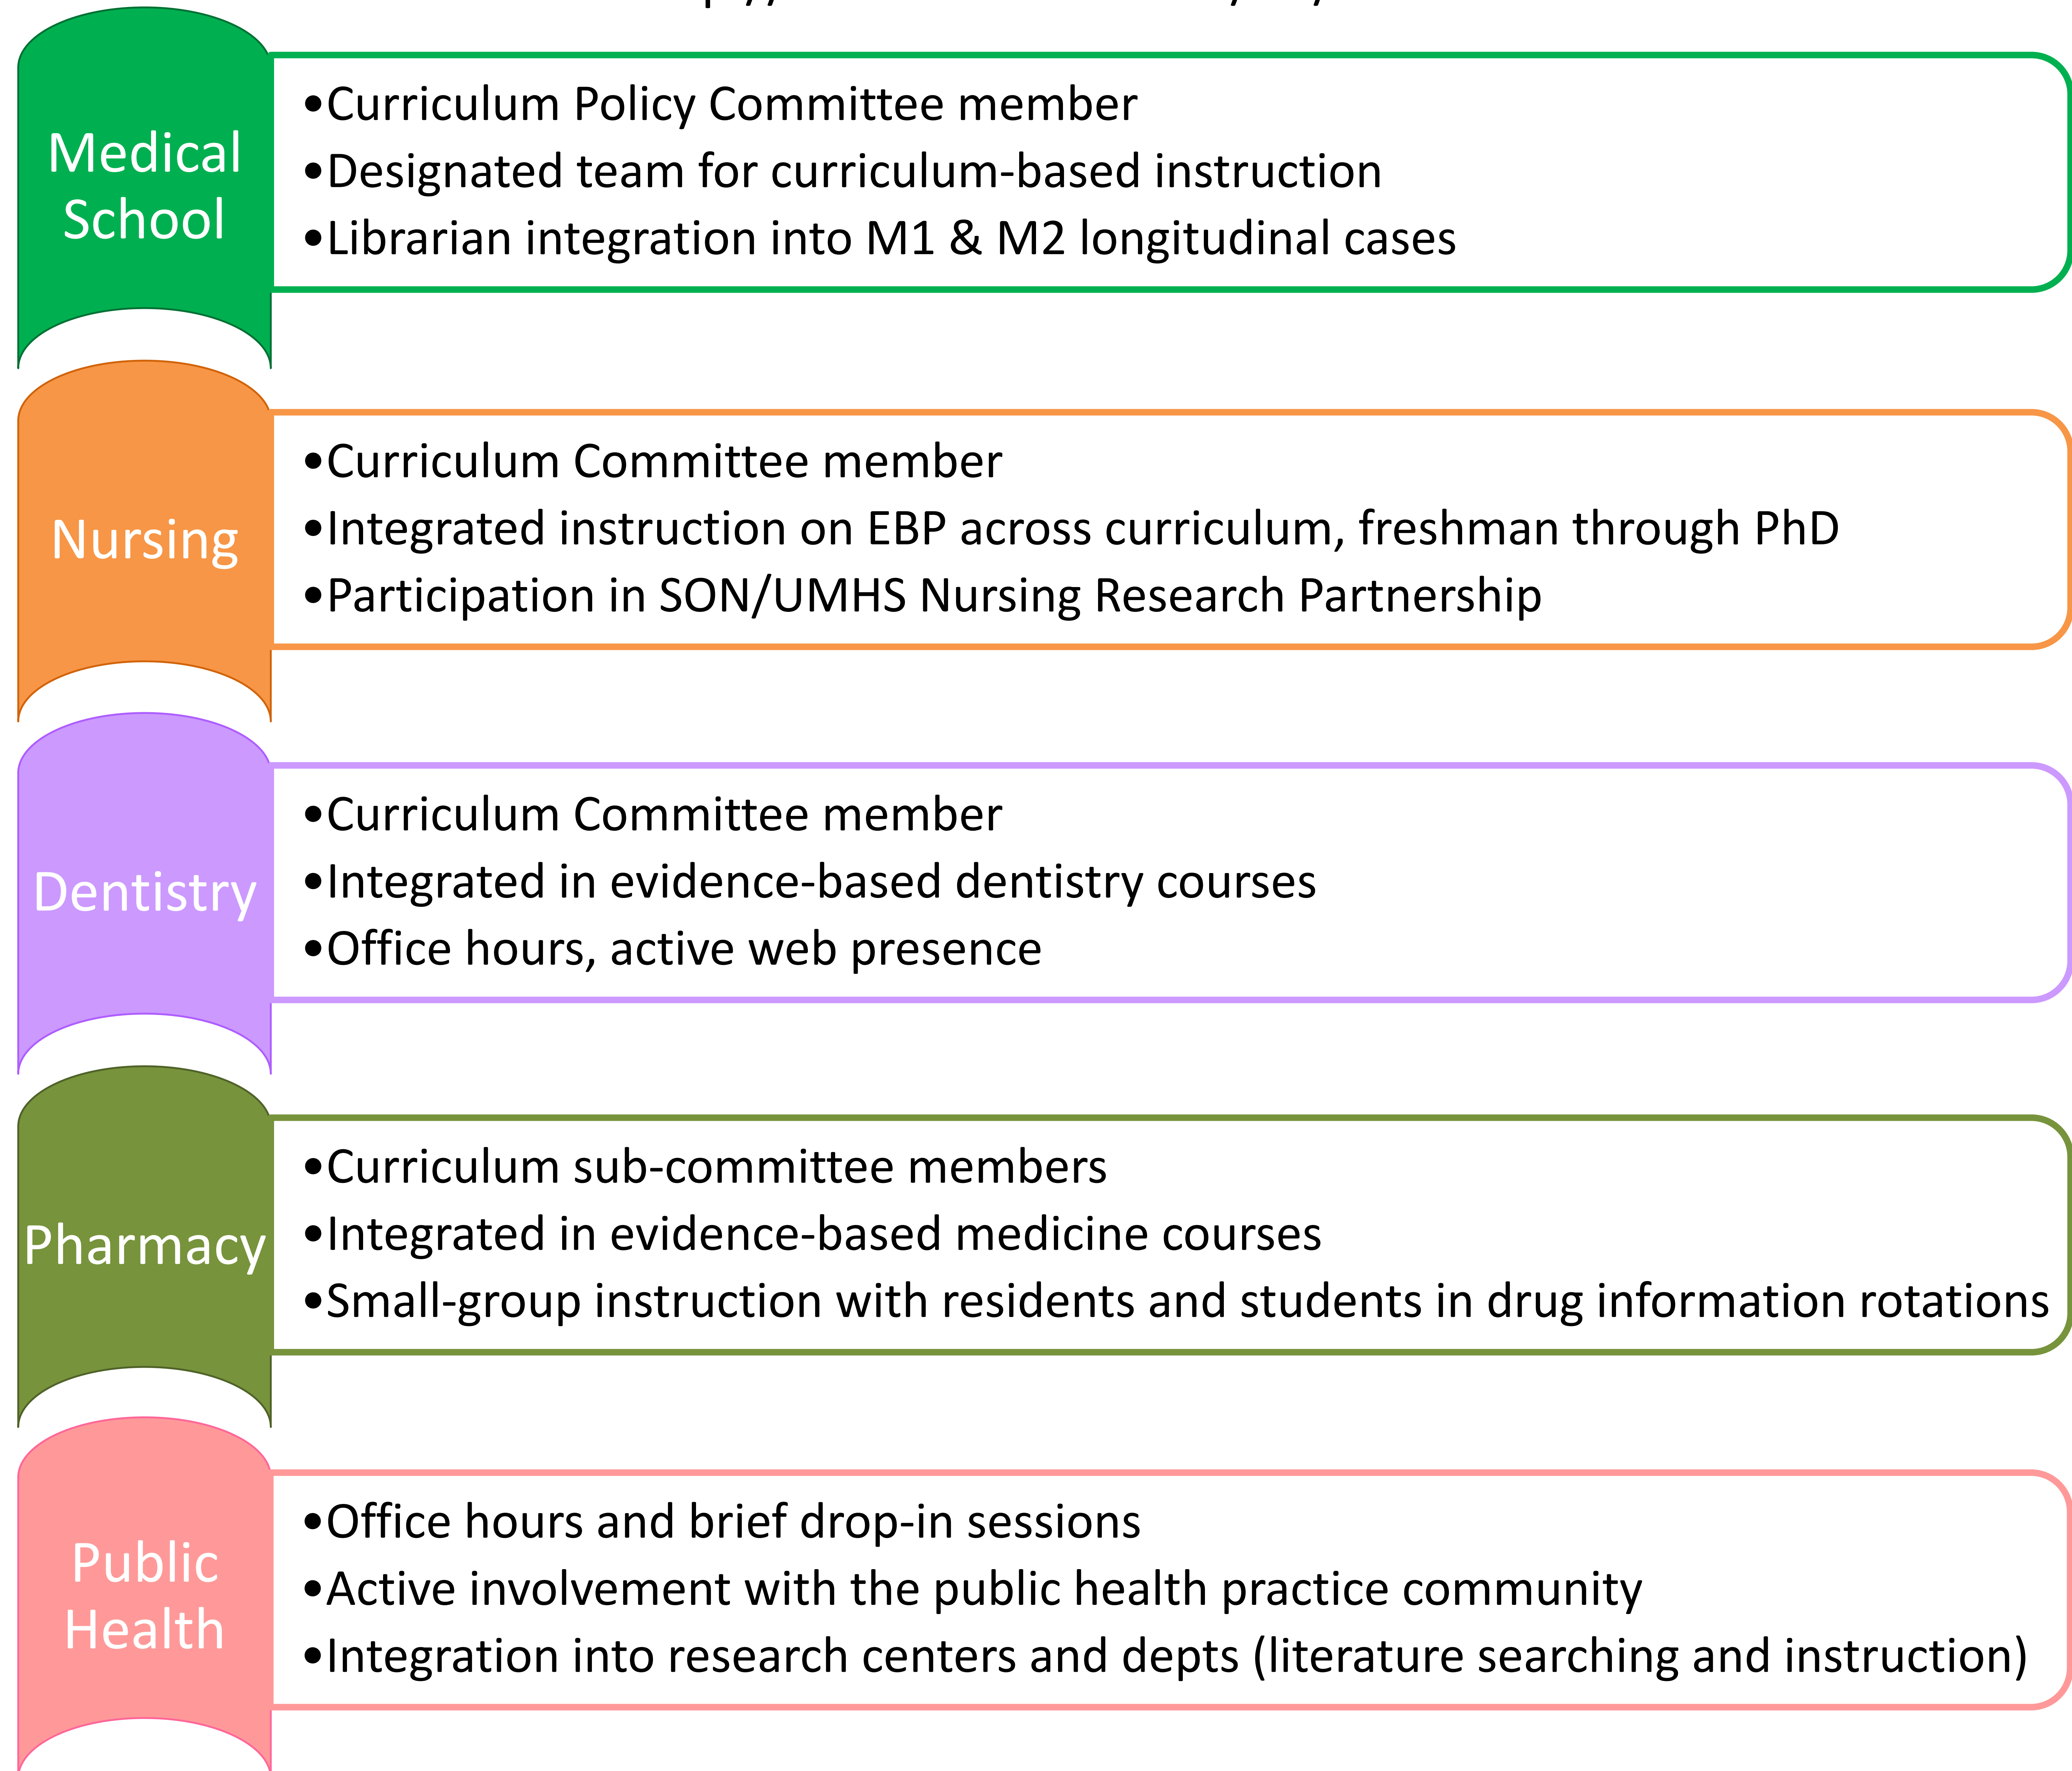 Medical
School
•Curriculum Policy Committee member
•Designated team for curriculum-based instruction
•Librarian integration into M1 & M2 longitudinal cases
Nursing
•Curriculum Committee member
•Integrated instruction on EBP across curriculum, freshman through PhD
•Participation in SON/UMHS Nursing Research Partnership
Dentistry
•Curriculum Committee member
•Integrated in evidence-based dentistry courses
•Office hours, active web presence
Pharmacy
•Curriculum sub-committee members
•Integrated in evidence-based medicine courses
•Small-group instruction with residents and students in drug information rotations
Public
Health
•Office hours and brief drop-in sessions
•Active involvement with the public health practice community
•Integration into research centers and depts (literature searching and instruction)